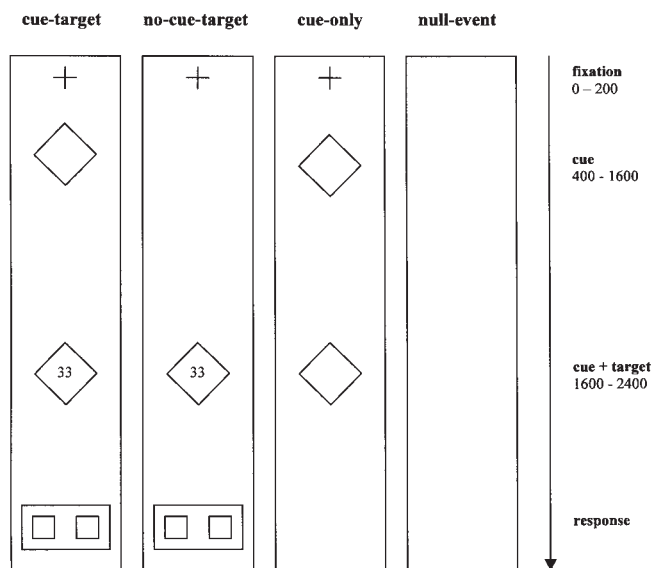 cue-target no-cue-target cue-only null-event
fixation
0 – 200
cue
400 - 1600
33 33
cue + target
1600 - 2400
response